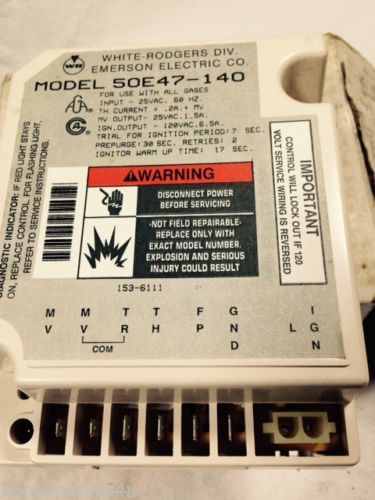 WR
WHITE-RODGERS DIV.
EMERSON ELECTRIC CO.
MODEL 50E47-140
FOR USE WITH ALL GASES
INPUT - 25VAC. 60 HZ.
TH CURRENT = .2A.+ MV
MV OUTPUT- 25VAC.1.5A.
IGN.OUTPUT -120VAC.6.5A.
TRIAL FOR IGNITION PERIOD:7 SEC.
PREPURGE:30 SEC. RETRIES: 2
IGNITOR WARM UP TIME: 17 SEC.
DIAGNOSTIC INDICATOR: IF RED LIGHT STAYS
ON, REPLACE CONTROL. FOR FLASHING LIGHT,
REFER TO SERVICE INSTRUCTIONS.
WARNING
DISCONNECT POWER
BEFORE SERVICING
-NOT FIELD REPAIRABLE-
REPLACE ONLY WITH
EXACT MODEL NUMBER.
EXPLOSION AND SERIOUS
INJURY COULD RESULT
IMPORTANT
CONTROL WILL LOCK OUT IF 120
VOLT SERVICE WIRING IS REVERSED
153-6111
M M T T F G I
V V R H P N L G
D N
COM